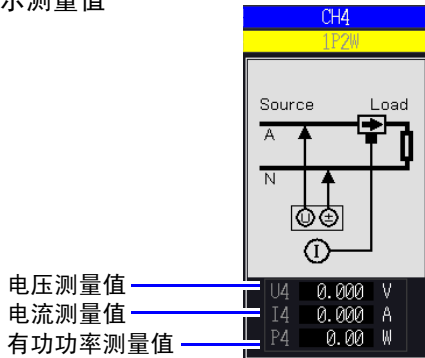 示测量值
CH4
1P2W
Source Load
A
N
U ±
I
电压测量值 U4 0.000 V
电流测量值 I4 0.000 A
有功功率测量值 P4 0.00 W